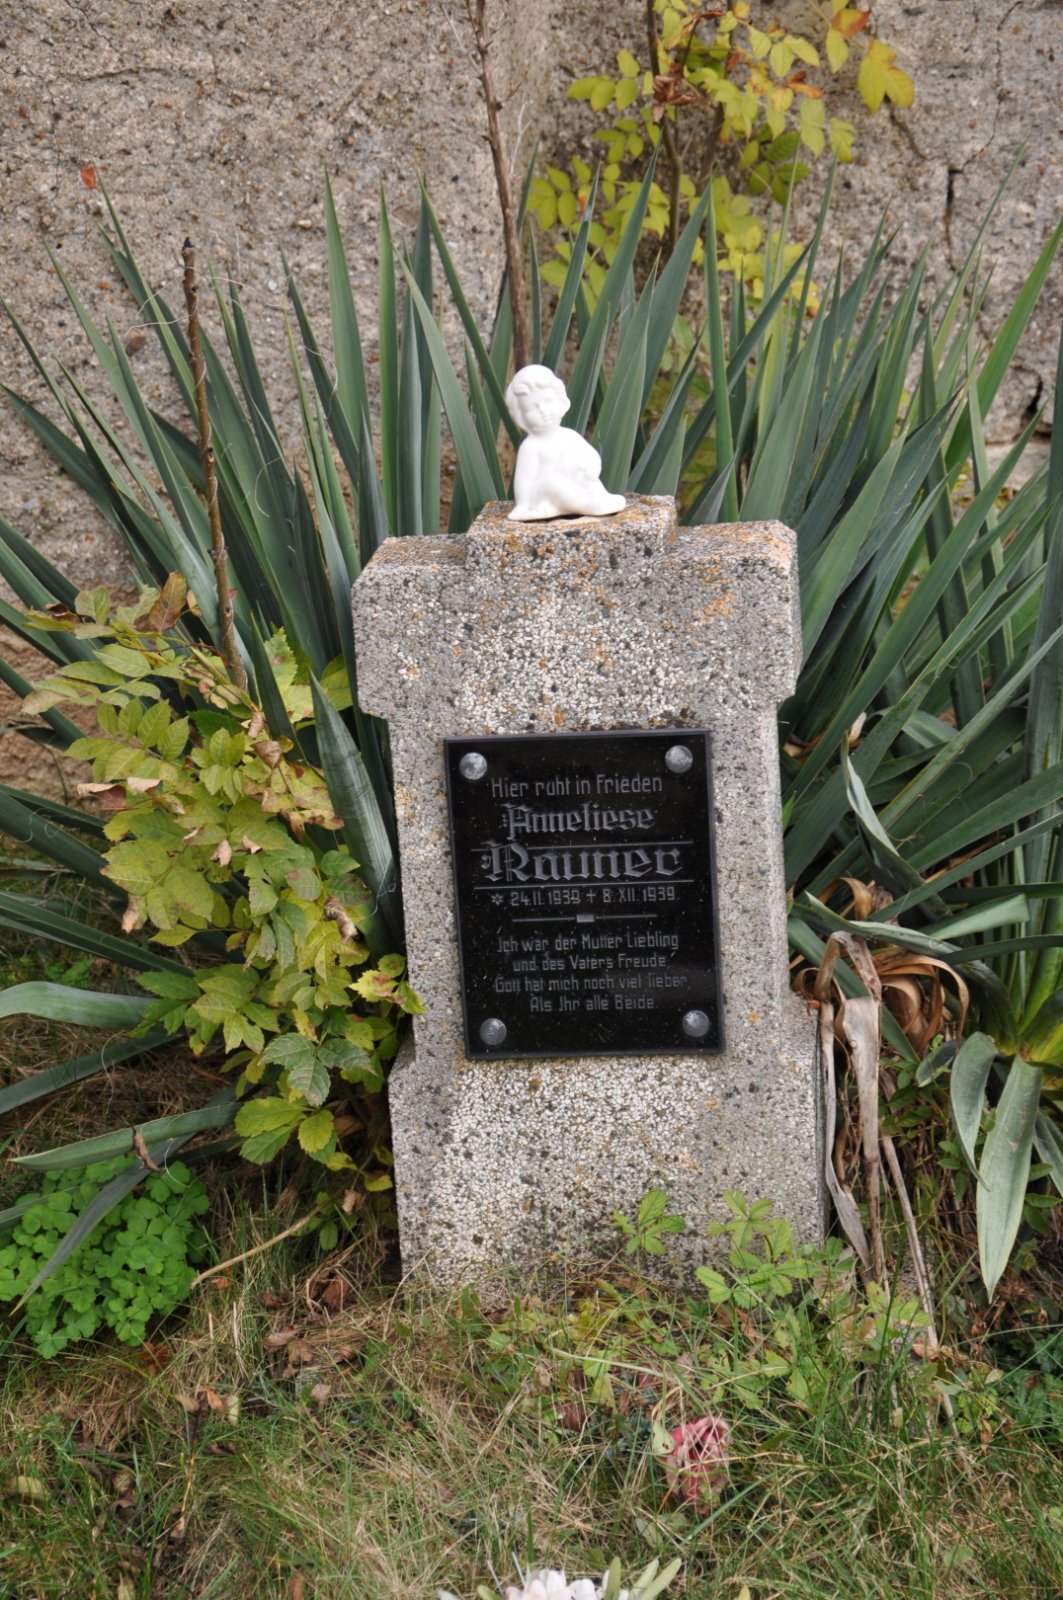 Hier ruht in Frieden
Anneliese
Rauner
* 24.II.1939 + 8.XII.1939
Ich war der Mutter Liebling
und des Vaters Freude
Gott hat mich noch viel lieber,
Als Ihr alle Beide.